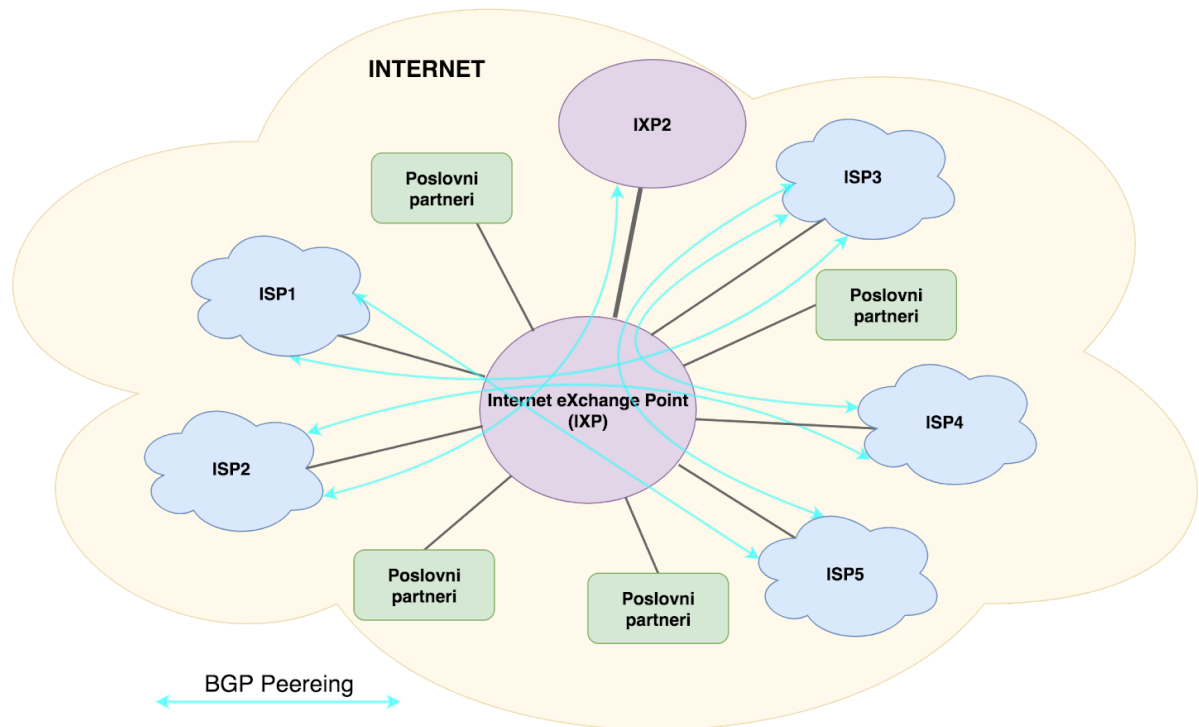 INTERNET
IXP2
Poslovni
partneri
ISP3
ISP1
Poslovni
partneri
Internet eXchange Point
(IXP)
ISP4
ISP2
Poslovni
partneri
Poslovni
partneri
ISP5
BGP Peereing